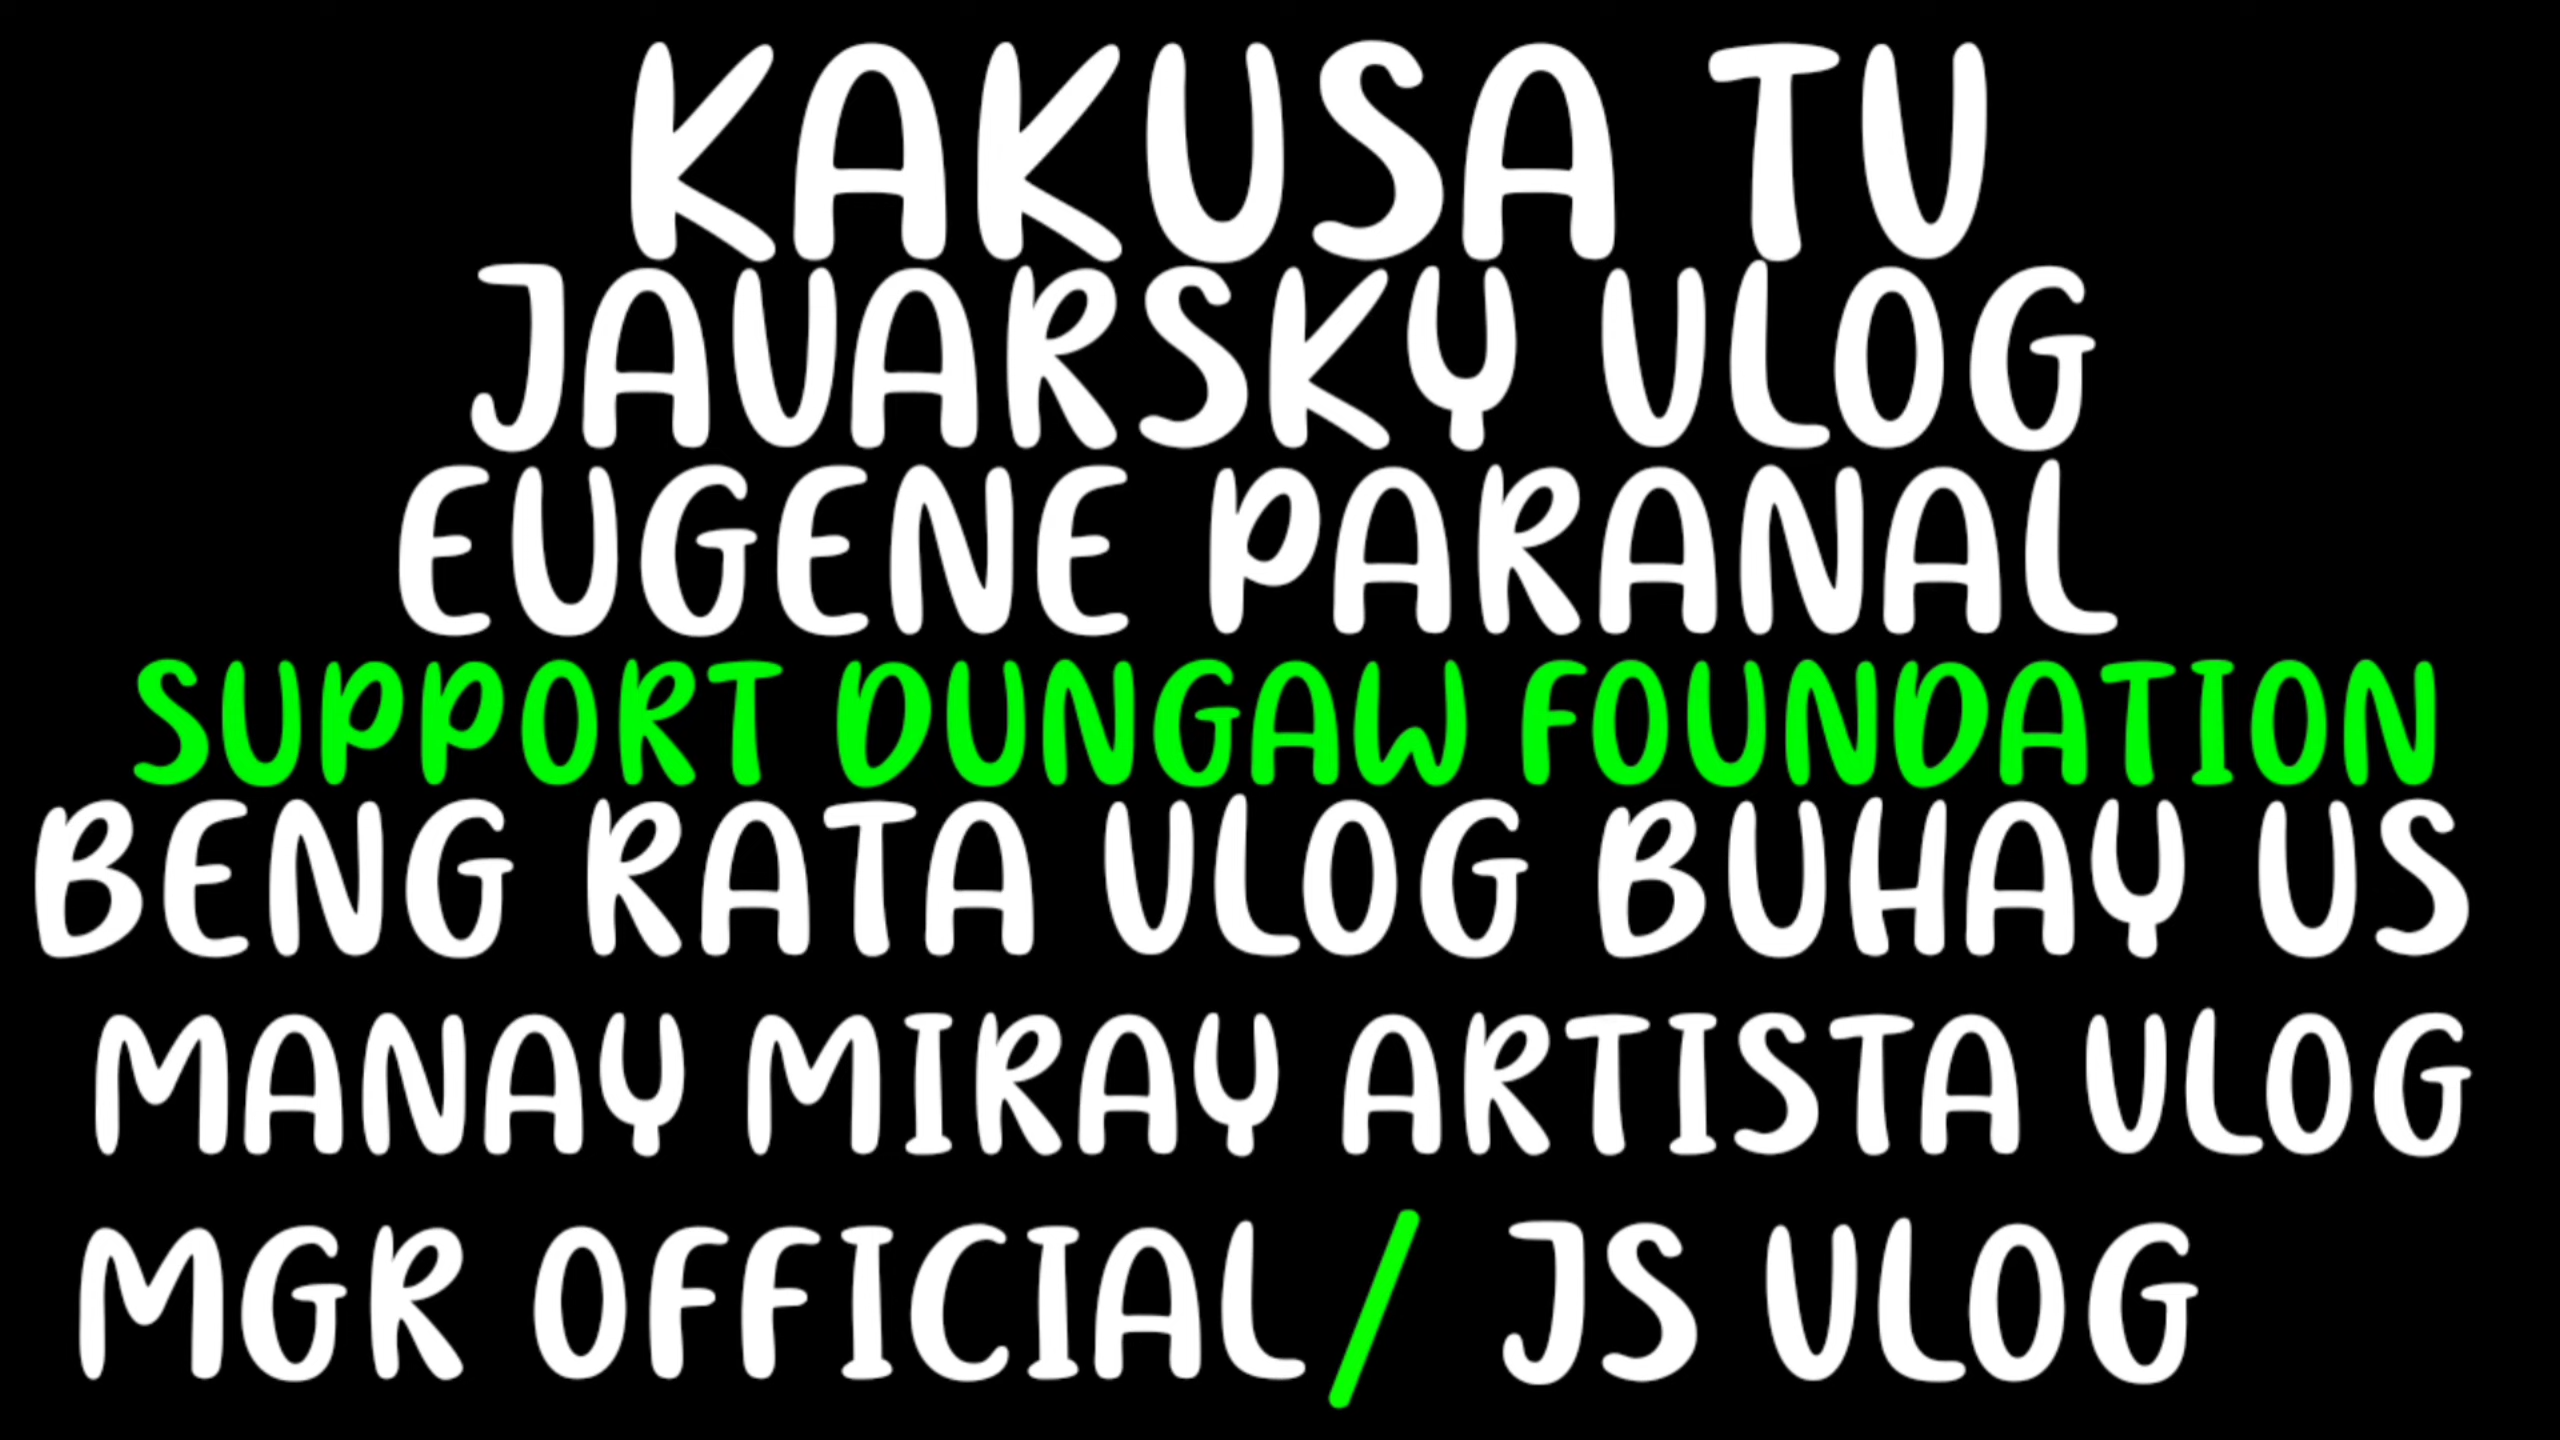 KAKUSA TV
JAVARSKY VLOG
EUGENE PARANAL
SUPPORT DUNGAW FOUNDATION
BENG RATA VLOG BUHAY US
MANAY MIRAY ARTISTA VLOG
MGR OFFICIAL/ JS VLOG